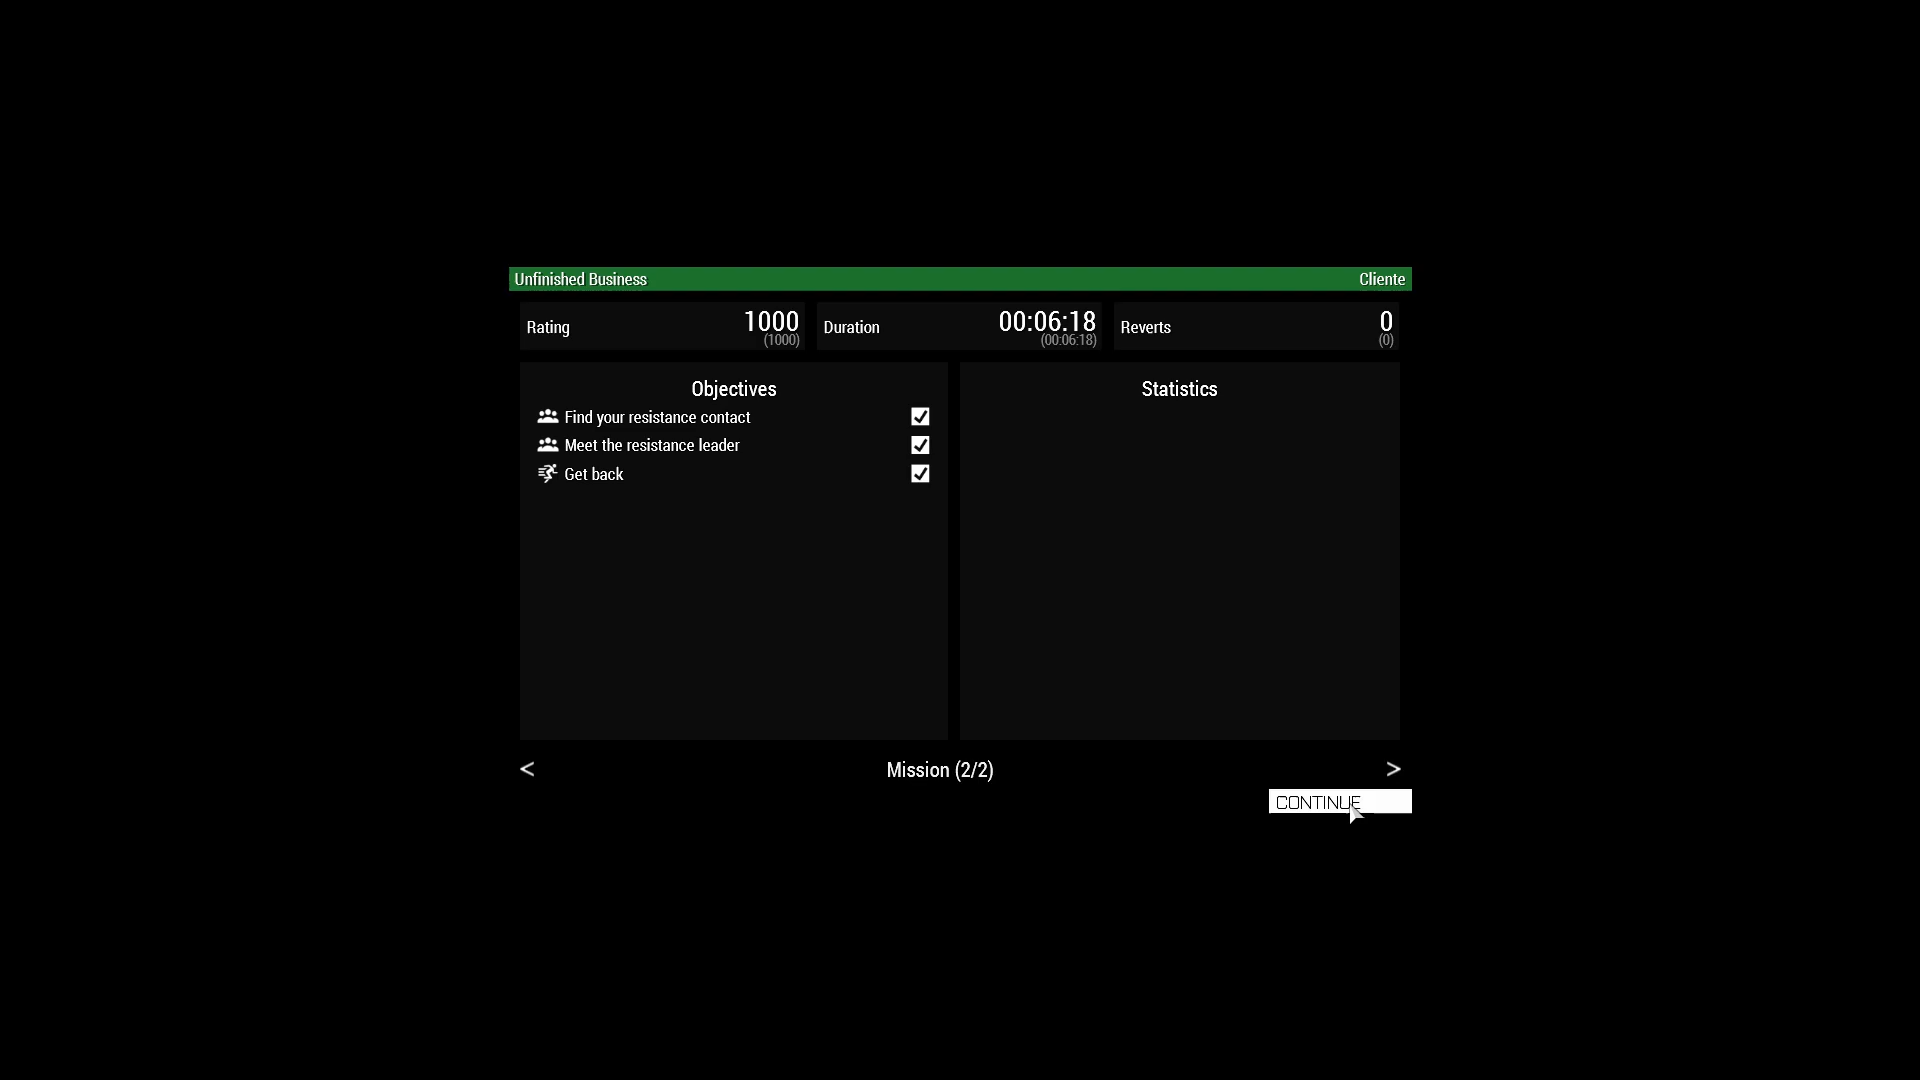 Unfinished Business Cliente
Rating 1000 (1000) Duration 00:06:18 (00:06:18) Reverts 0 (0)
Objectives
Find your resistance contact
Meet the resistance leader
Get back
Statistics
< Mission (2/2) >
CONTINUE